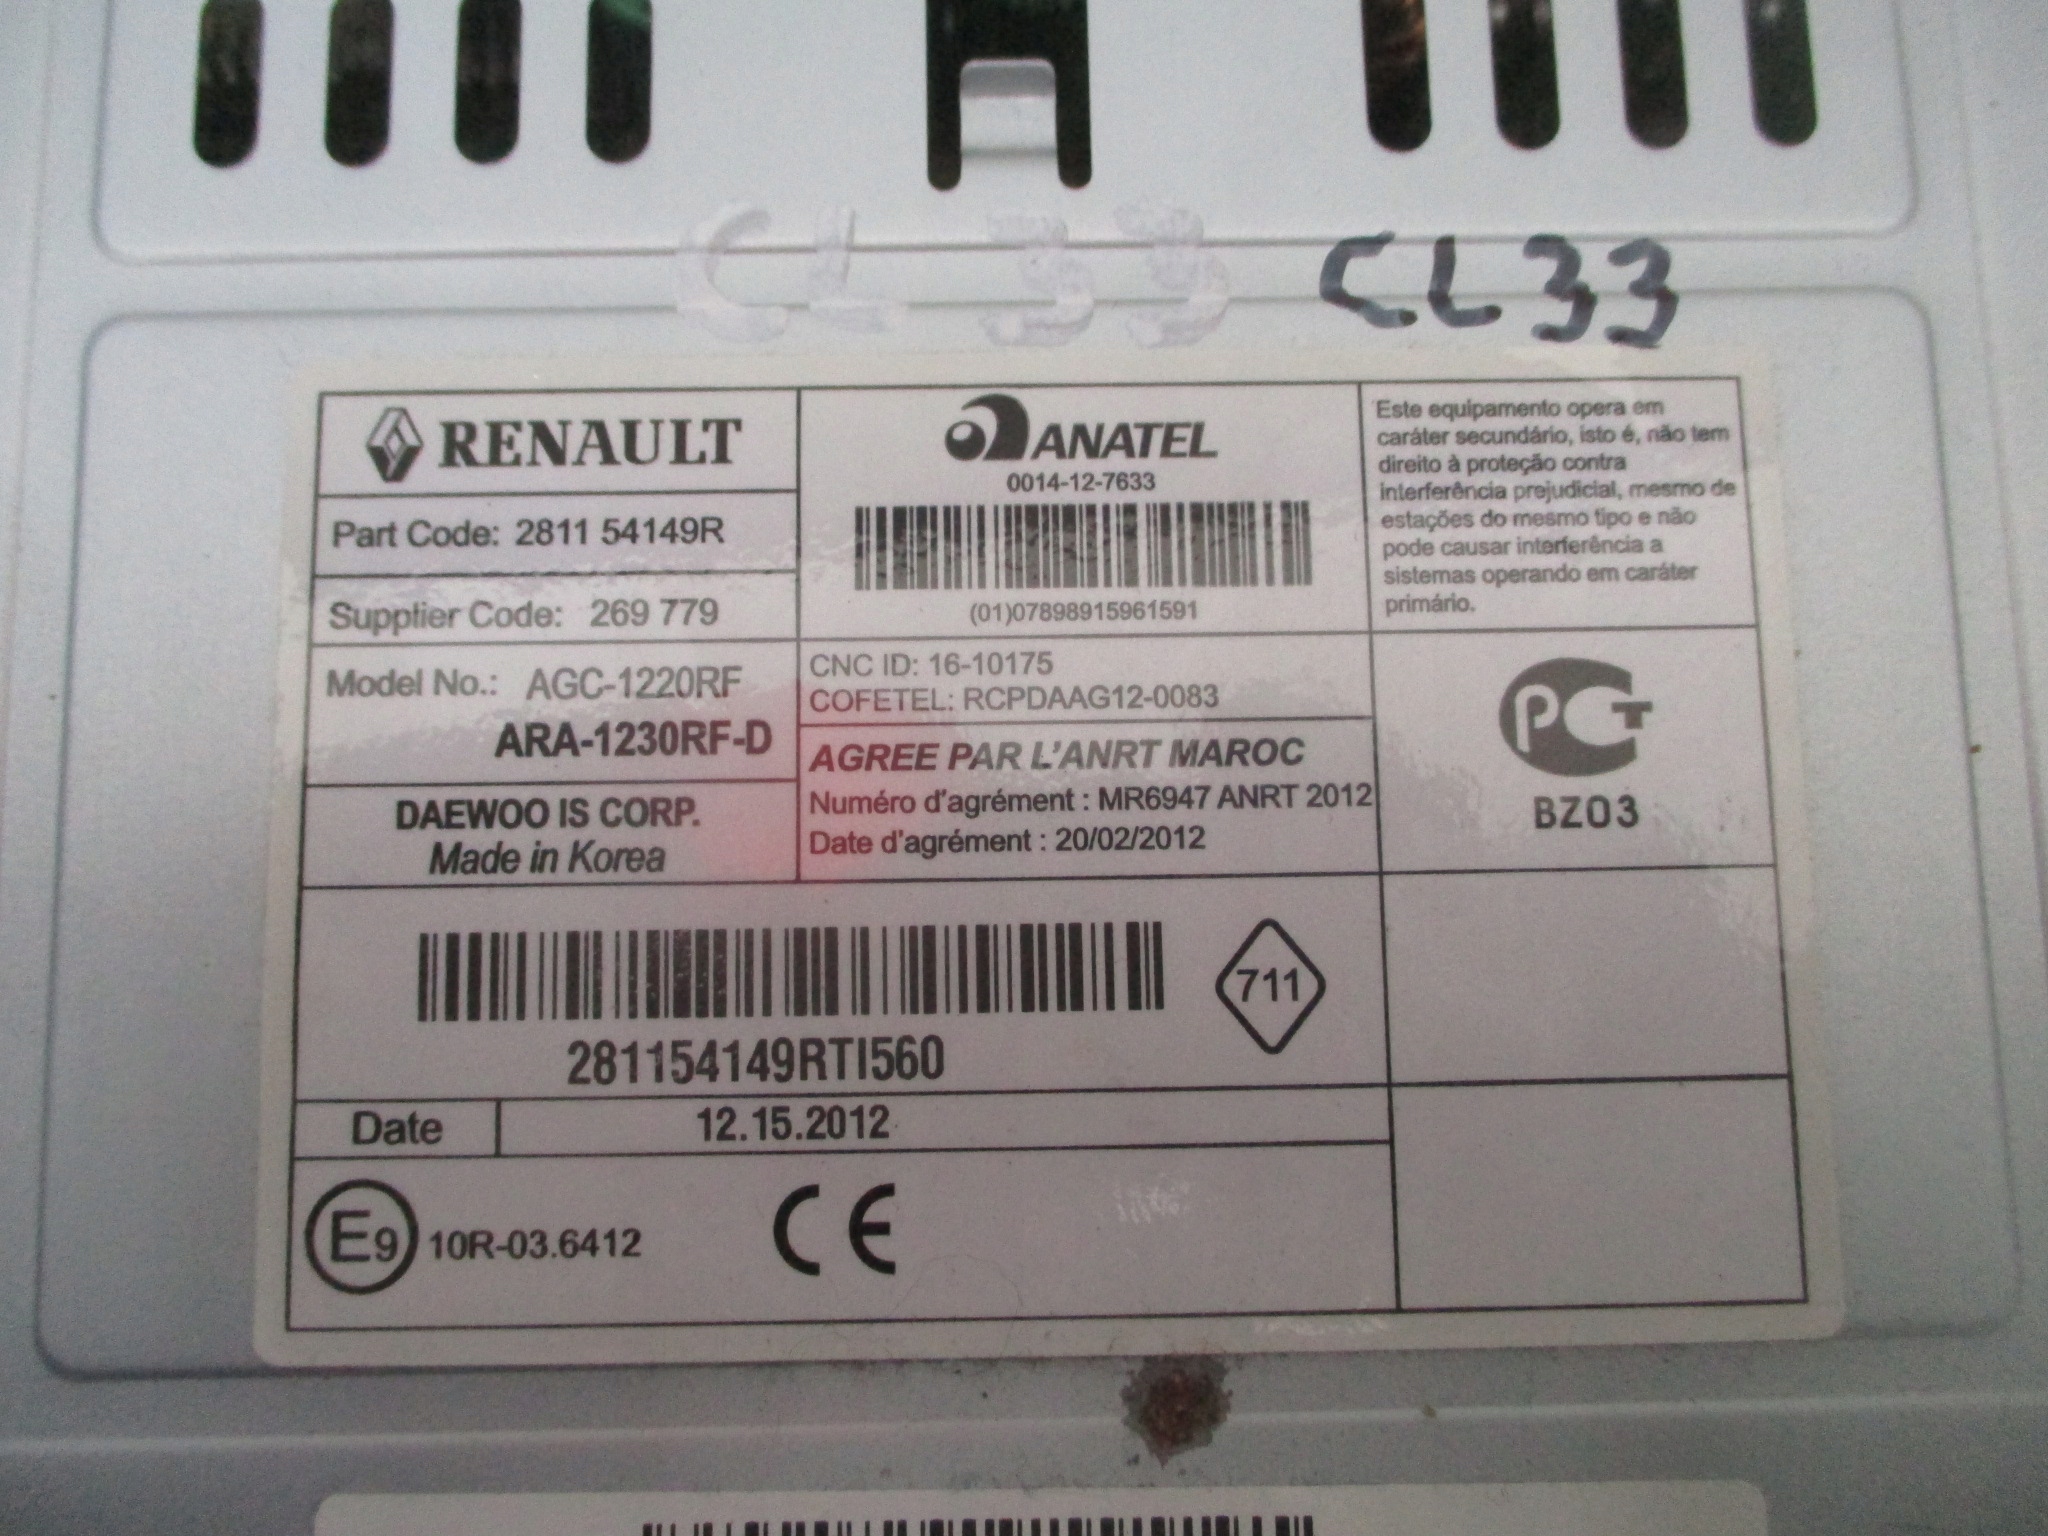 CL 33
CL33
RENAULT
Part Code: 2811 54149R
Supplier Code: 269 779
Model No.: AGC-1220RF
ARA-1230RF-D
DAEWOO IS CORP.
Made in Korea
ANATEL
0014-12-7633
(01)07898915961591
Este equipamento opera em
caráter secundário, isto é, não tem
direito à proteção contra
interferência prejudicial, mesmo de
estações do mesmo tipo e não
pode causar interferência a
sistemas operando em caráter
primário.
CNC ID: 16-10175
COFETEL: RCPDAAG12-0083
AGREE PAR L'ANRT MAROC
Numéro d'agrément : MR6947 ANRT 2012
Date d'agrément : 20/02/2012
PCT
BZ03
281154149RTI560
711
Date 12.15.2012
E9 10R-03.6412 CE